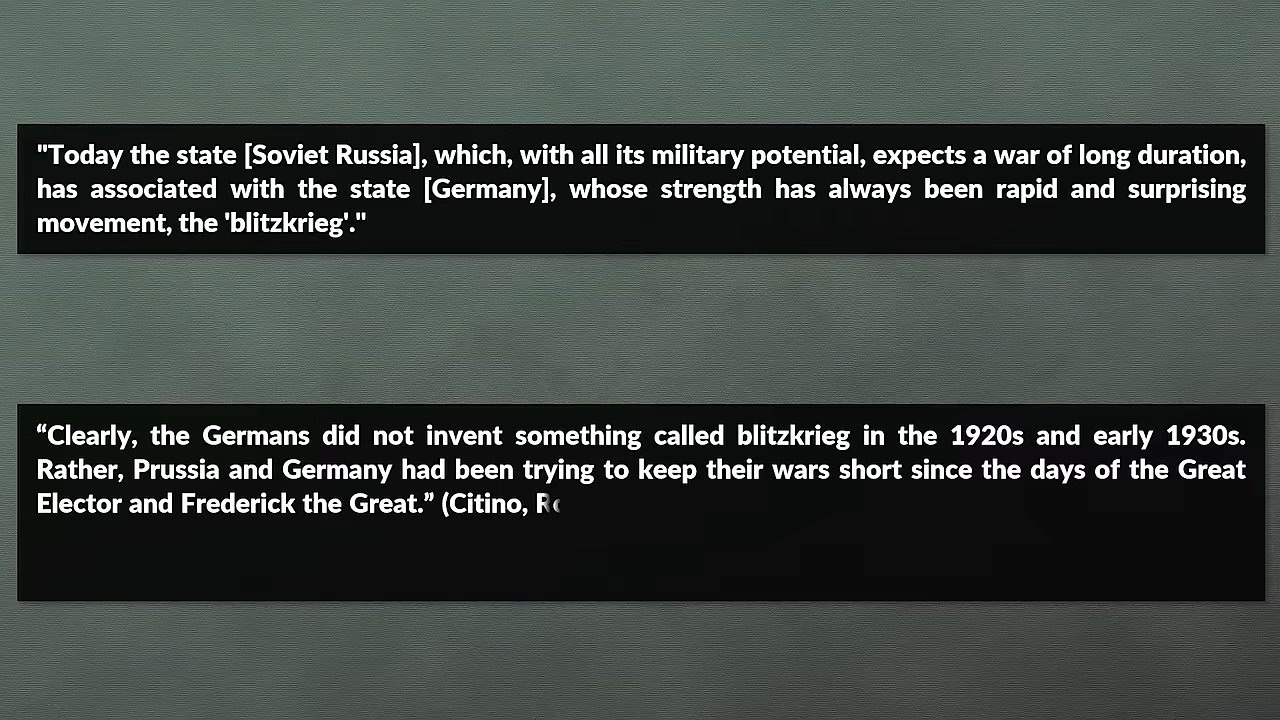 "Today the state [Soviet Russia], which, with all its military potential, expects a war of long duration,
has associated with the state [Germany], whose strength has always been rapid and surprising
movement, the 'blitzkrieg'."
“Clearly, the Germans did not invent something called blitzkrieg in the 1920s and early 1930s.
Rather, Prussia and Germany had been trying to keep their wars short since the days of the Great
Elector and Frederick the Great.” (Citino,